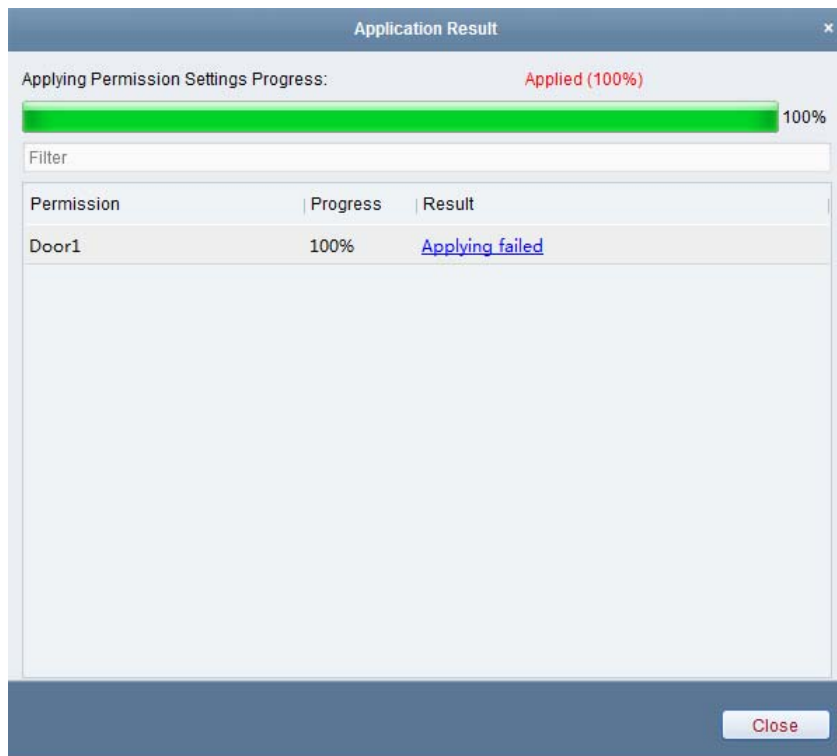 Application Result ×
Applying Permission Settings Progress: Applied (100%)
100%
Filter
Permission Progress Result
Door1 100% Applying failed
Close